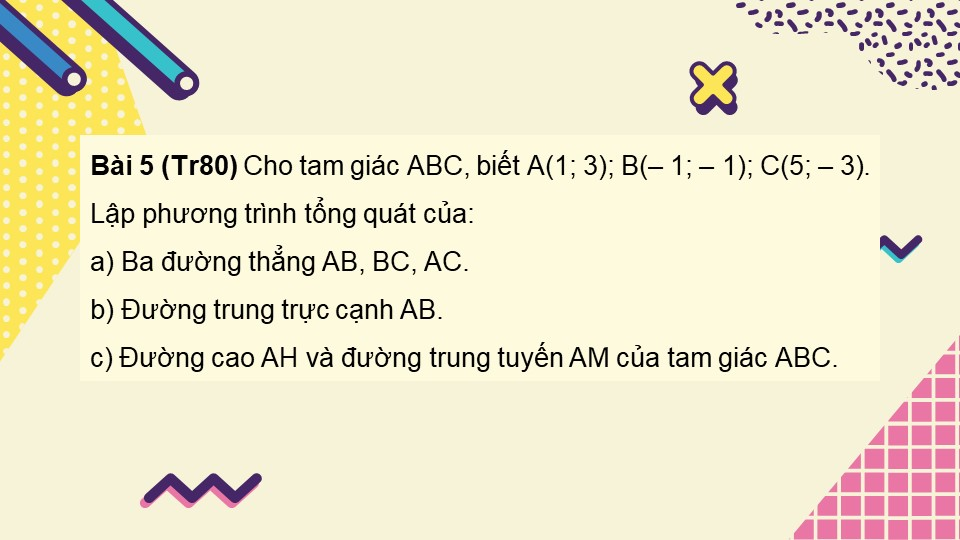 Bài 5 (Tr80) Cho tam giác ABC, biết A(1; 3); B(– 1; – 1); C(5; – 3).
Lập phương trình tổng quát của:
a) Ba đường thẳng AB, BC, AC.
b) Đường trung trực cạnh AB.
c) Đường cao AH và đường trung tuyến AM của tam giác ABC.